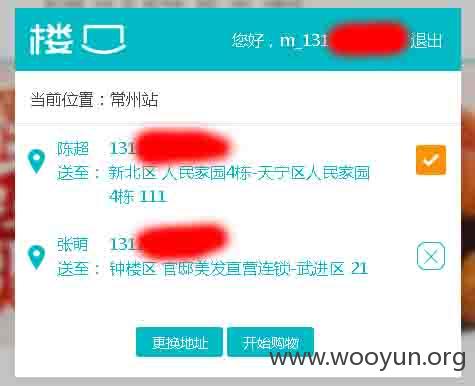 楼口
您好，m_131 退出
当前位置：常州站
陈超 131
送至：新北区 人民家园4栋-天宁区人民家园
4栋 111
张萌 131
送至：钟楼区 官邸美发直营连锁-武进区 21
更换地址 开始购物
www.wooyun.org